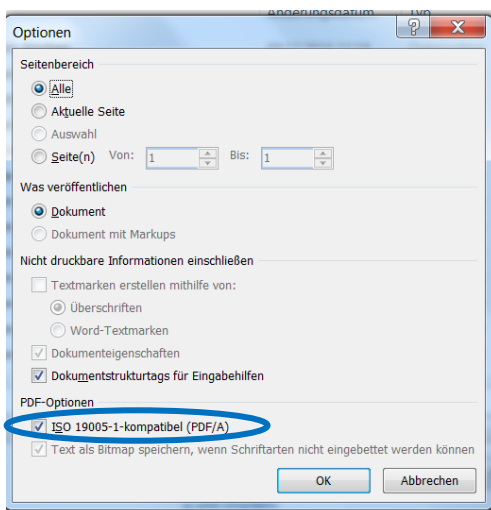 Änderungsdatum Typ
Optionen
Seitenbereich
Alle
Aktuelle Seite
Auswahl
Seite(n) Von: 1 Bis: 1
Was veröffentlichen
Dokument
Dokument mit Markups
Nicht druckbare Informationen einschließen
Textmarken erstellen mithilfe von:
Überschriften
Word-Textmarken
Dokumenteigenschaften
Dokumentstrukturtags für Eingabehilfen
PDF-Optionen
ISO 19005-1-kompatibel (PDF/A)
Text als Bitmap speichern, wenn Schriftarten nicht eingebettet werden können
OK Abbrechen